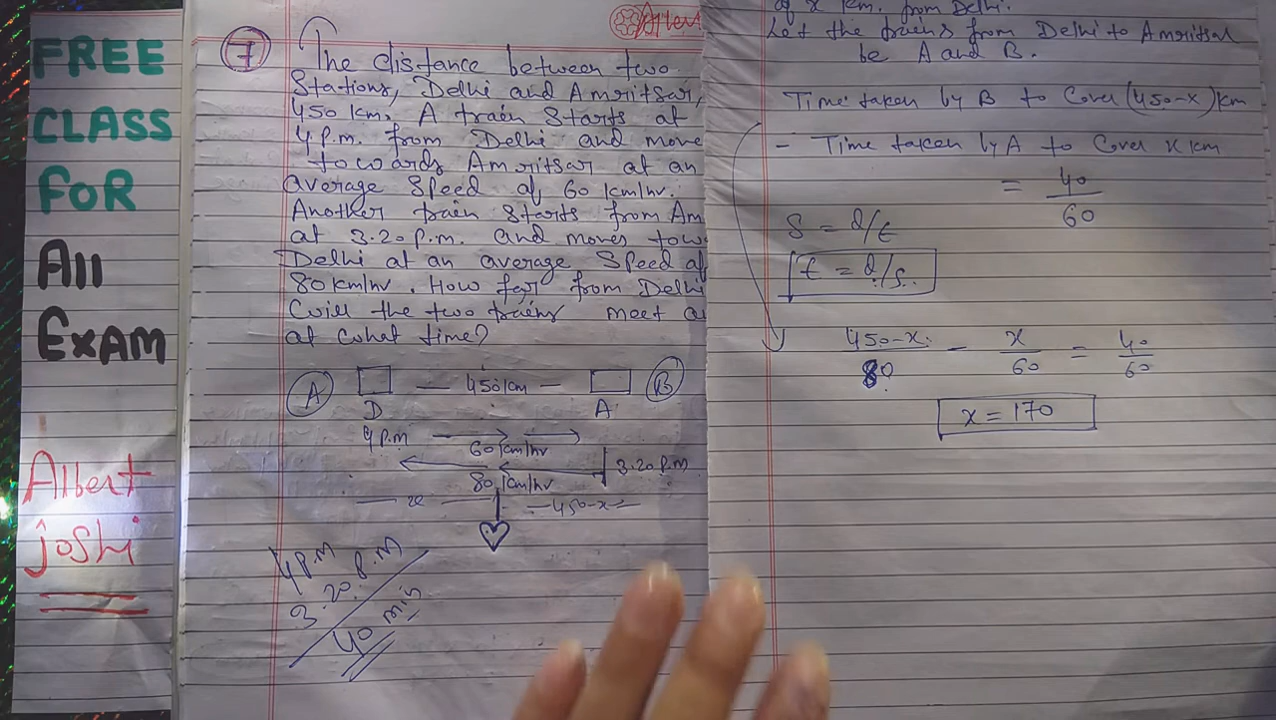 FREE
CLASS
FOR
All
ExAM
Albert
joshi
Albert
7 The distance between two
Stations, Delhi and Amritsar,
450 km. A train Starts at
4 p.m. from Delhi and move
towards Amritsar at an
average Speed of 60 km/hr.
Another train Starts from Am
at 3.20 p.m. and moves tow
Delhi at an average Speed of
80 km/hr. How far from Delhi
will the two trains meet a
at what time?
A — 450 km — B
D A
4 p.m
60 km/hr
3.20 p.m
80 km/hr
x 450-x
4 P.M
3.20 P.M
40 min
of x km. from Delhi.
Let the trains from Delhi to Amritsar
be A and B.
Time taken by B to Cover (450-x) km
- Time taken by A to Cover x km
= 40/60
S = d/t
t = d/s
450-x/80 - x/60 = 40/60
x = 170